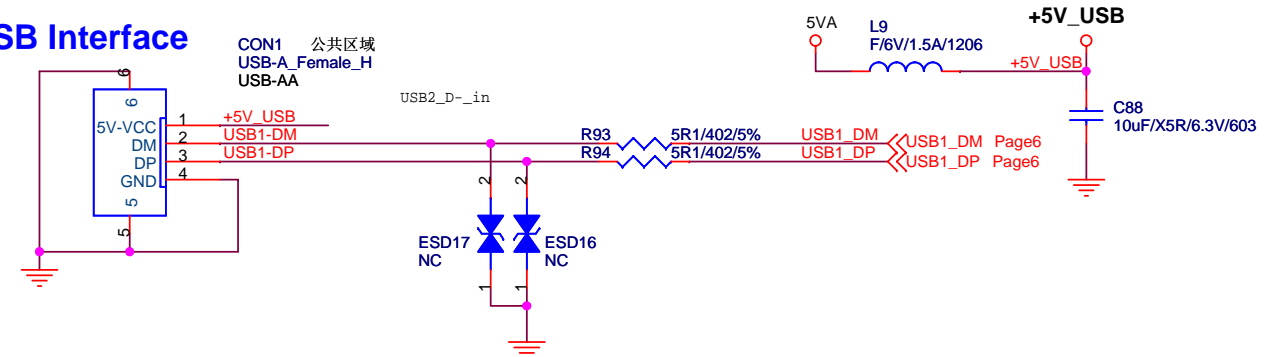 SB Interface
CON1 公共区域
USB-A_Female_H
USB-AA
USB2_D-_in
5VA
L9
F/6V/1.5A/1206
+5V_USB
+5V_USB
C88
10uF/X5R/6.3V/603
6
6
5V-VCC 1 +5V_USB
DM 2 USB1-DM
DP 3 USB1-DP
GND 4
5
5
R93 5R1/402/5% USB1_DM USB1_DM Page6
R94 5R1/402/5% USB1_DP USB1_DP Page6
2 2
ESD17
NC
ESD16
NC
1 1